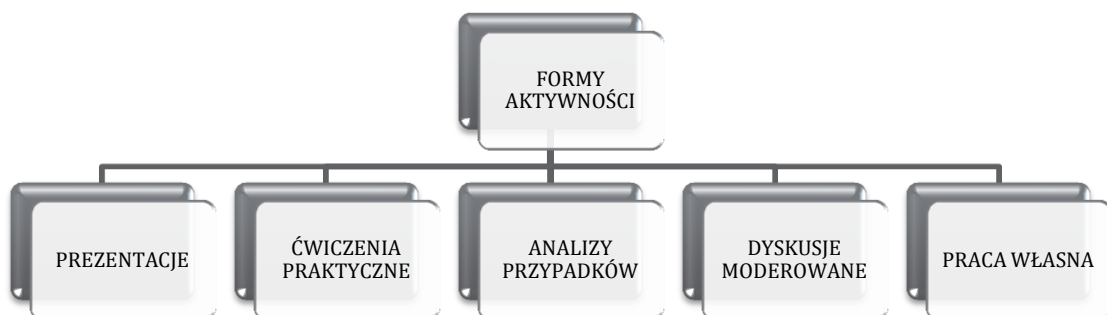 FORMY
AKTYWNOŚCI
PREZENTACJE
ĆWICZENIA
PRAKTYCZNE
ANALIZY
PRZYPADKÓW
DYSKUSJE
MODEROWANE
PRACA WŁASNA